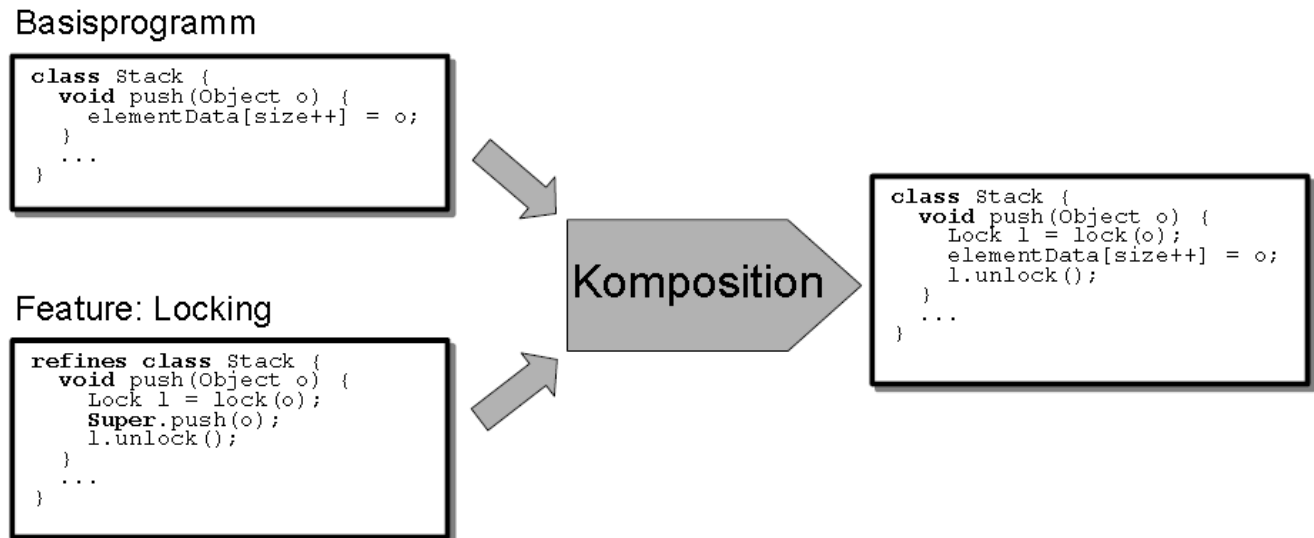 Basisprogramm
class Stack {
  void push(Object o) {
    elementData[size++] = o;
  }
  ...
}
Feature: Locking
refines class Stack {
  void push(Object o) {
    Lock l = lock(o);
    Super.push(o);
    l.unlock();
  }
  ...
}
Komposition
class Stack {
  void push(Object o) {
    Lock l = lock(o);
    elementData[size++] = o;
    l.unlock();
  }
  ...
}